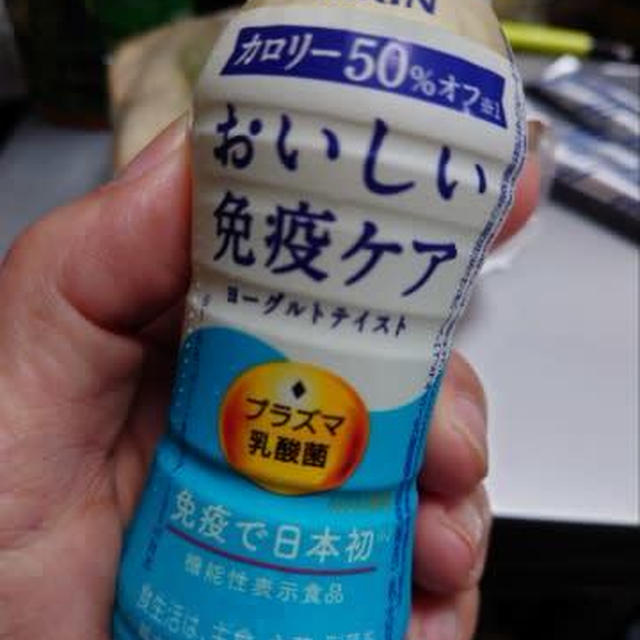 カロリー50%オフ※1
おいしい
免疫ケア
ヨーグルトテイスト
プラズマ
乳酸菌
免疫で日本初
機能性表示食品